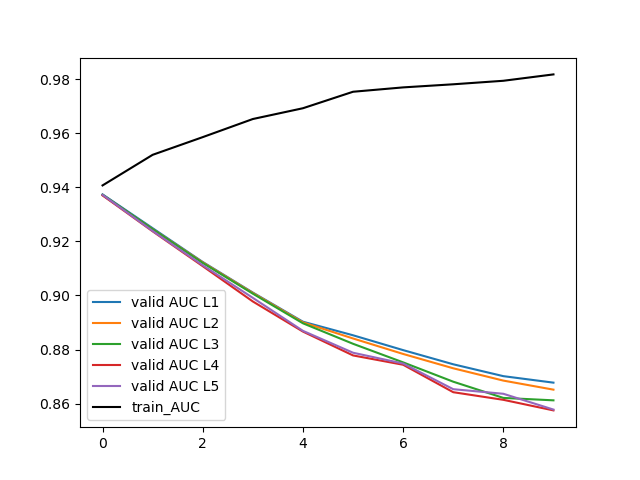 0.98
0.96
0.94
0.92
0.90
0.88
0.86
valid AUC L1
valid AUC L2
valid AUC L3
valid AUC L4
valid AUC L5
train_AUC
0 2 4 6 8